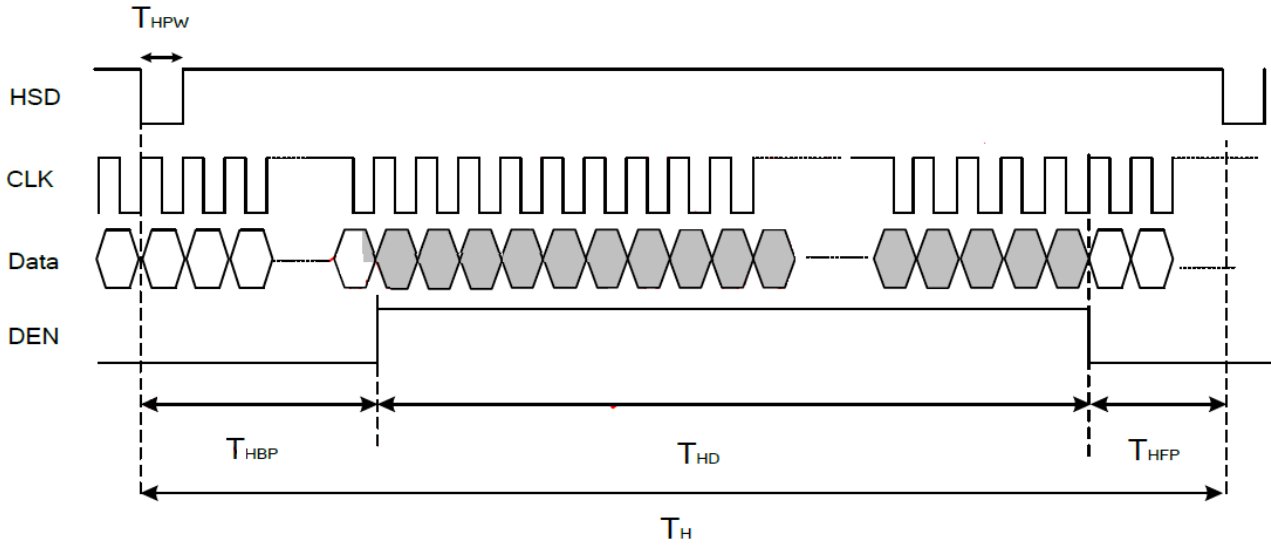 THPW
HSD
CLK
Data
DEN
THBP
THD
THFP
TH